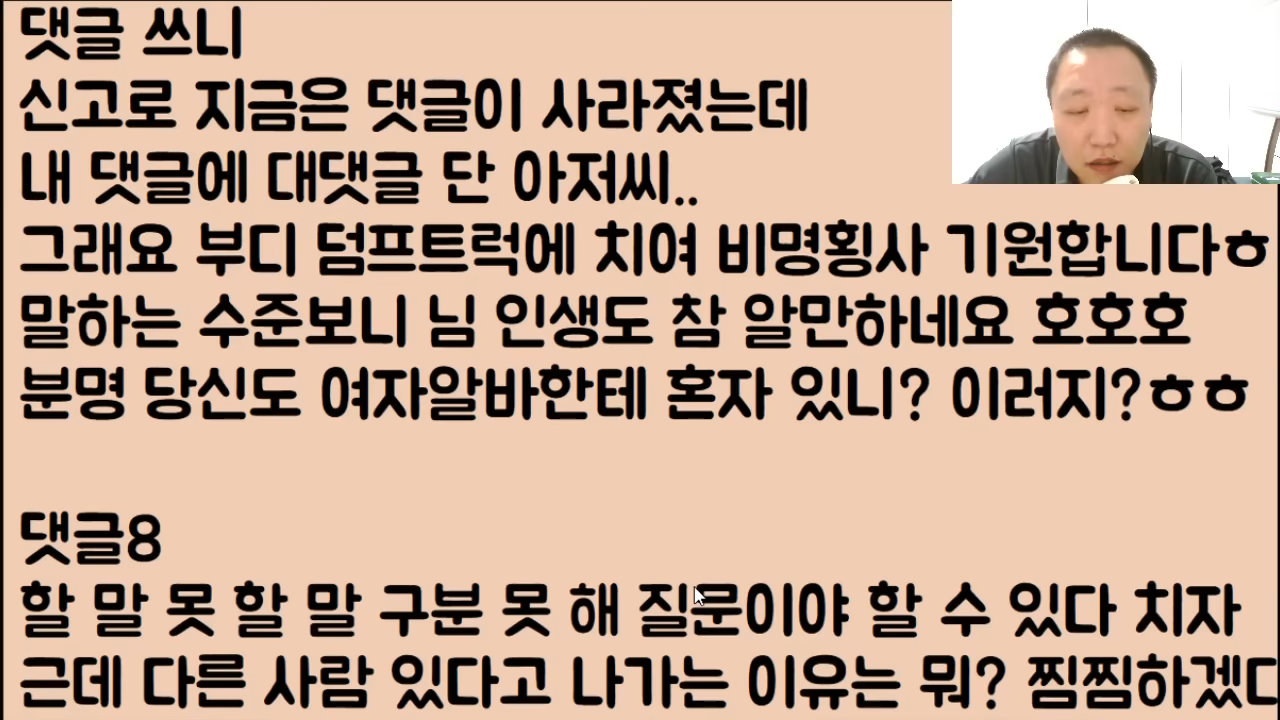 댓글 쓰니
신고로 지금은 댓글이 사라졌는데
내 댓글에 대댓글 단 아저씨..
그래요 부디 덤프트럭에 치여 비명횡사 기원합니다ㅎ
말하는 수준보니 님 인생도 참 알만하네요 호호호
분명 당신도 여자알바한테 혼자 있니? 이러지?ㅎㅎ
댓글8
할 말 못 할 말 구분 못 해 질문이야 할 수 있다 치자
근데 다른 사람 있다고 나가는 이유는 뭐? 찜찜하겠다